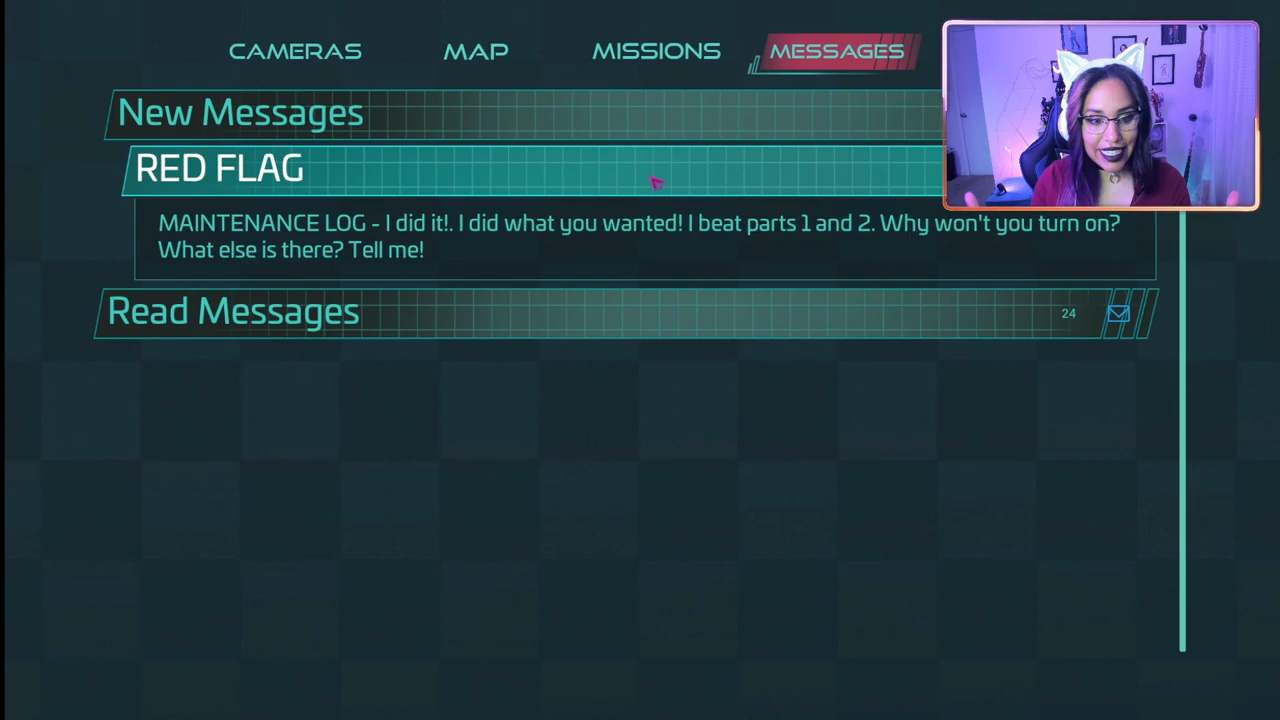 CAMERAS MAP MISSIONS MESSAGES
New Messages
RED FLAG
MAINTENANCE LOG - I did it!. I did what you wanted! I beat parts 1 and 2. Why won't you turn on?
What else is there? Tell me!
Read Messages 24